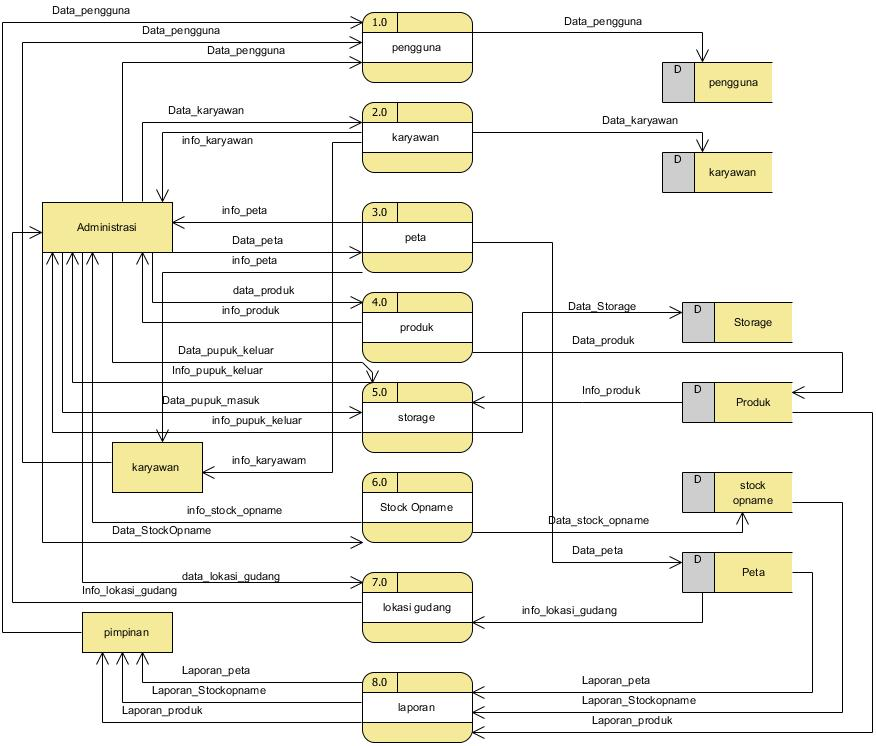 Data_pengguna
1.0
Data_pengguna
Data_pengguna
pengguna
Data_pengguna
D
pengguna
Data_karyawan
2.0
Data_karyawan
info_karyawan
karyawan
D
karyawan
info_peta
3.0
Administrasi
Data_peta
peta
info_peta
data_produk
4.0
info_produk
produk
Data_Storage
D
Storage
Data_produk
Data_pupuk_keluar
Info_pupuk_keluar
5.0
Info_produk
D
Produk
Data_pupuk_masuk
info_pupuk_keluar
storage
karyawan
info_karyawam
6.0
D
stock
opname
info_stock_opname
Stock Opname
Data_stock_opname
Data_StockOpname
Data_peta
D
Peta
data_lokasi_gudang
7.0
Info_lokasi_gudang
lokasi gudang
info_lokasi_gudang
pimpinan
Laporan_peta
8.0
Laporan_peta
Laporan_Stockopname
laporan
Laporan_Stockopname
Laporan_produk
Laporan_produk